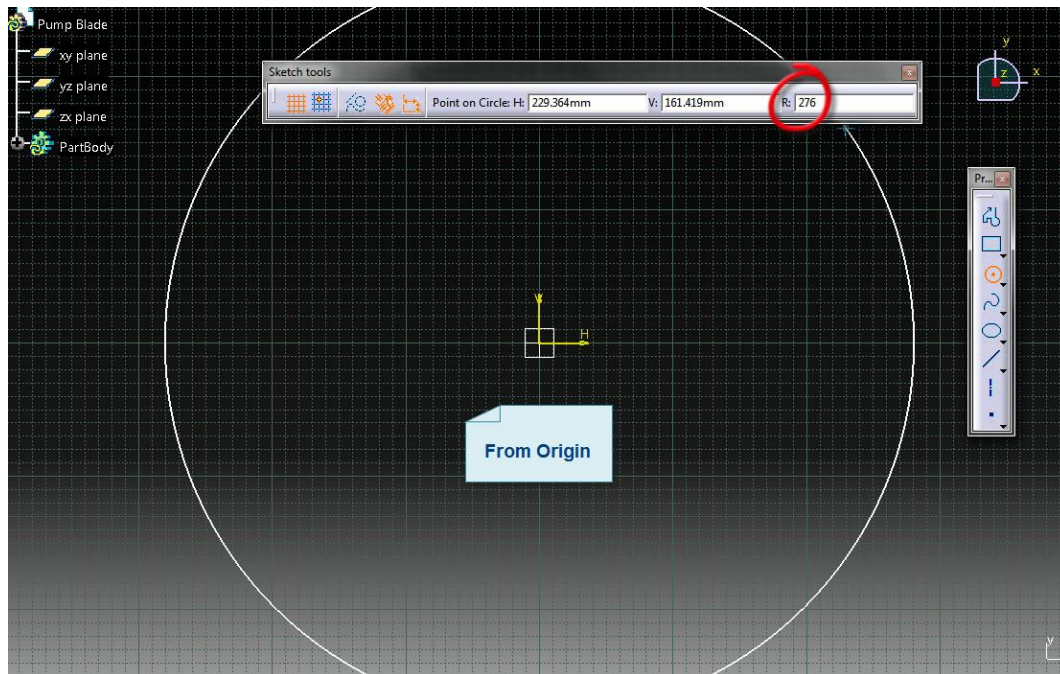 Pump Blade
xy plane
yz plane
zx plane
PartBody
Sketch tools
Point on Circle: H: 229.364mm V: 161.419mm R: 276
y
x
z
Pr...
V
H
From Origin
y